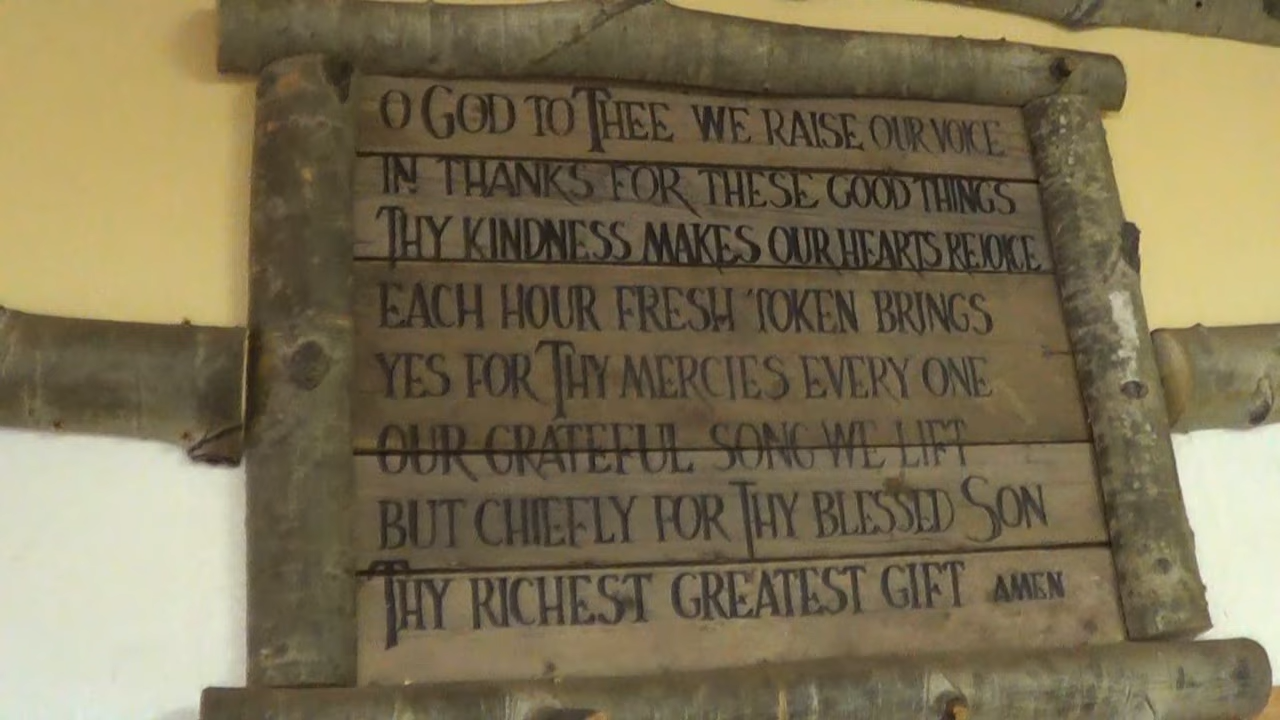 O GOD TO THEE WE RAISE OUR VOICE
IN THANKS FOR THESE GOOD THINGS
THY KINDNESS MAKES OUR HEARTS REJOICE
EACH HOUR FRESH TOKEN BRINGS
YES FOR THY MERCIES EVERY ONE
OUR GRATEFUL SONG WE LIFT
BUT CHIEFLY FOR THY BLESSED SON
THY RICHEST GREATEST GIFT AMEN